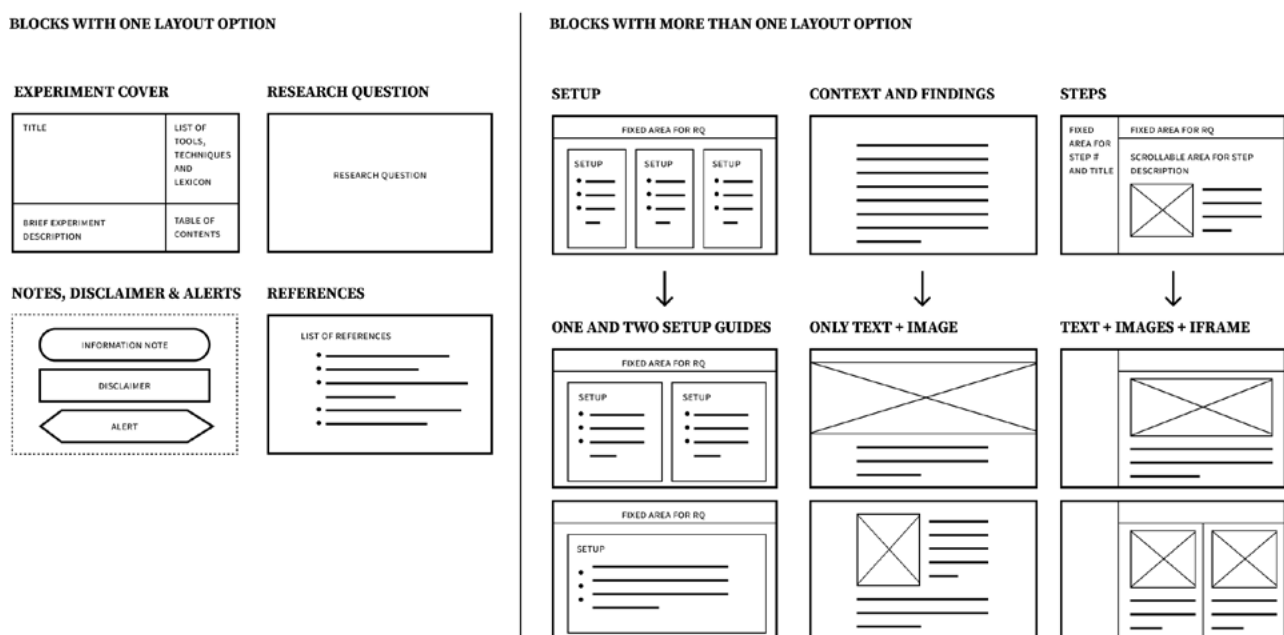 BLOCKS WITH ONE LAYOUT OPTION
EXPERIMENT COVER
TITLE
LIST OF
TOOLS,
TECHNIQUES
AND
LEXICON
BRIEF EXPERIMENT
DESCRIPTION
TABLE OF
CONTENTS
RESEARCH QUESTION
RESEARCH QUESTION
NOTES, DISCLAIMER & ALERTS
INFORMATION NOTE
DISCLAIMER
ALERT
REFERENCES
LIST OF REFERENCES
BLOCKS WITH MORE THAN ONE LAYOUT OPTION
SETUP
FIXED AREA FOR RQ
SETUP
SETUP
SETUP
ONE AND TWO SETUP GUIDES
FIXED AREA FOR RQ
SETUP
SETUP
FIXED AREA FOR RQ
SETUP
CONTEXT AND FINDINGS
ONLY TEXT + IMAGE
STEPS
FIXED
AREA FOR
STEP #
AND TITLE
FIXED AREA FOR RQ
SCROLLABLE AREA FOR STEP
DESCRIPTION
TEXT + IMAGES + IFRAME